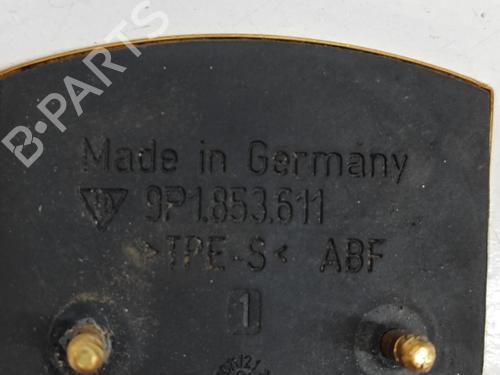 B-PARTS
Made in Germany
9P1.853.611
>TPE-S< ABF
1